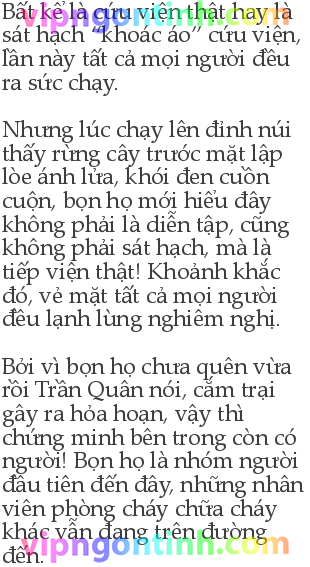 Bất kể là cứu viện thật hay là
sát hạch “khoác áo” cứu viện,
lần này tất cả mọi người đều
ra sức chạy.
Nhưng lúc chạy lên đỉnh núi
thấy rừng cây trước mặt lập
lòe ánh lửa, khói đen cuồn
cuộn, bọn họ mới hiểu đây
không phải là diễn tập, cũng
không phải sát hạch, mà là
tiếp viện thật! Khoảnh khắc
đó, vẻ mặt tất cả mọi người
đều lạnh lùng nghiêm nghị.
Bởi vì bọn họ chưa quên vừa
rồi Trần Quân nói, cắm trại
gây ra hỏa hoạn, vậy thì
chứng minh bên trong còn có
người! Bọn họ là nhóm người
đầu tiên đến đây, những nhân
viên phòng cháy chữa cháy
khác vẫn đang trên đường
đến.
vipngontinh.com
vipngontinh.com